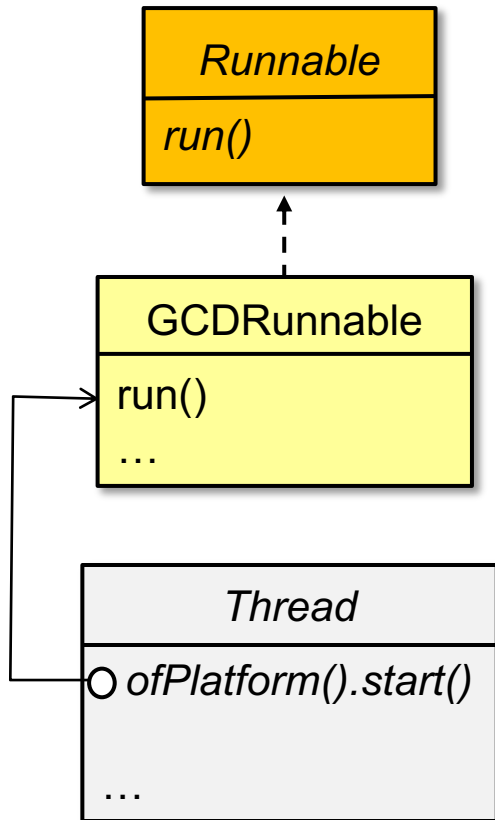 Runnable
run()
GCDRunnable
run()
…
Thread
ofPlatform().start()
…